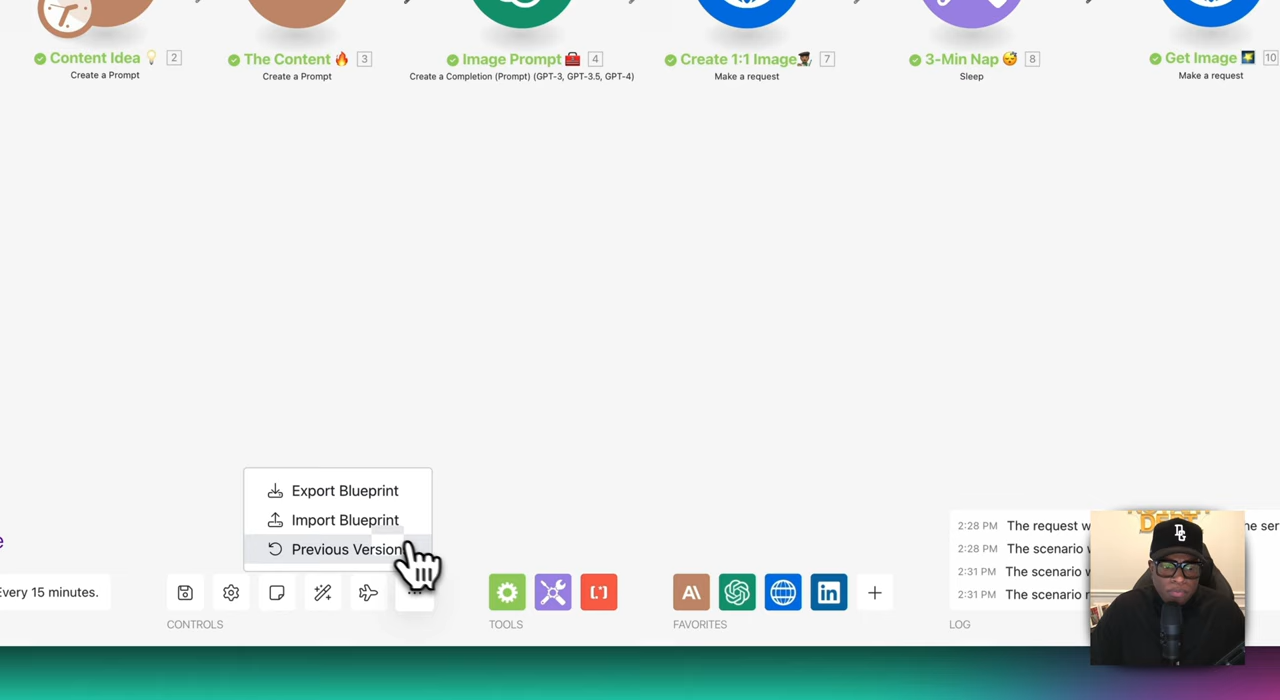 Content Idea 💡 2
Create a Prompt
The Content 🔥 3
Create a Prompt
Image Prompt 🧰 4
Create a Completion (Prompt) (GPT-3, GPT-3.5, GPT-4)
Create 1:1 Image 7
Make a request
3-Min Nap 😴 8
Sleep
Get Image 🌠 10
Make a request
Export Blueprint
Import Blueprint
Previous Version
Every 15 minutes.
CONTROLS
TOOLS
FAVORITES
2:28 PM The request
2:28 PM The scenario
2:31 PM The scenario
2:31 PM The scenario
LOG